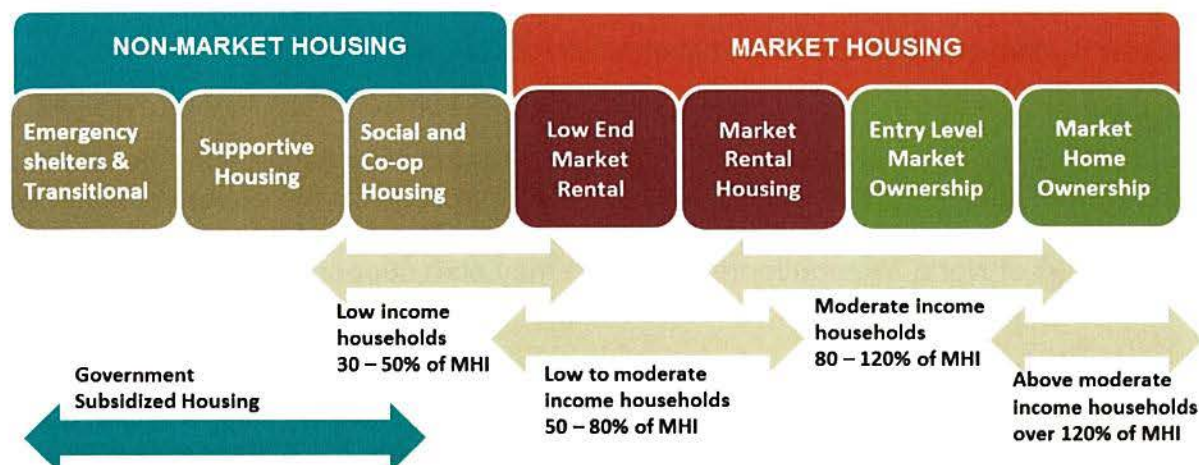 NON-MARKET HOUSING
MARKET HOUSING
Emergency
shelters &
Transitional
Supportive
Housing
Social and
Co-op
Housing
Low End
Market
Rental
Market
Rental
Housing
Entry Level
Market
Ownership
Market
Home
Ownership
Low income
households
30 – 50% of MHI
Moderate income
households
80 – 120% of MHI
Government
Subsidized Housing
Low to moderate
income households
50 – 80% of MHI
Above moderate
income households
over 120% of MHI